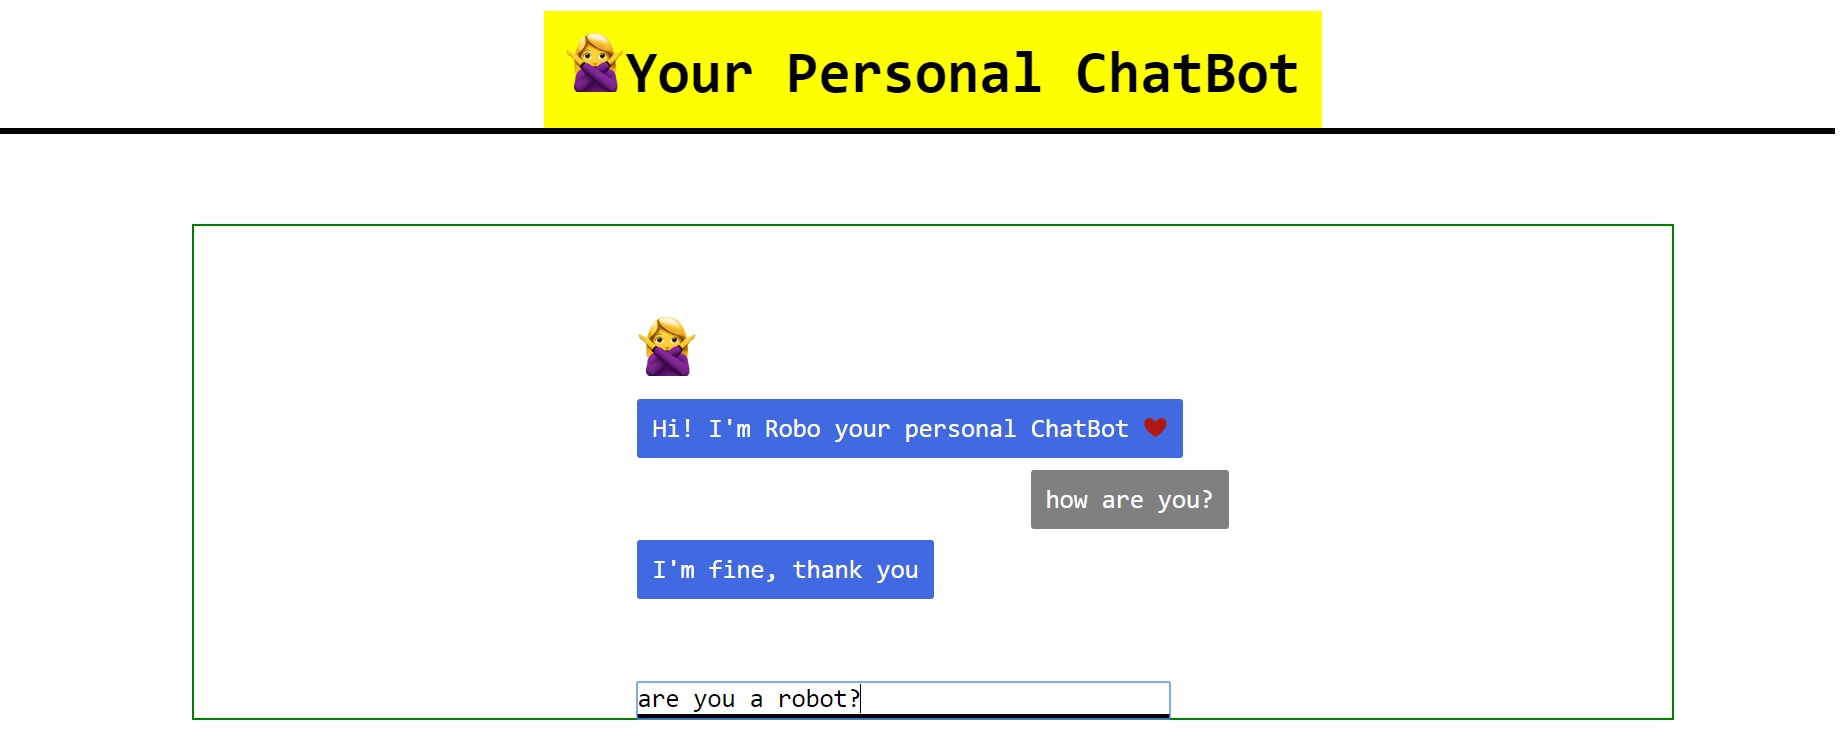 Your Personal ChatBot
Hi! I'm Robo your personal ChatBot
how are you?
I'm fine, thank you
are you a robot?